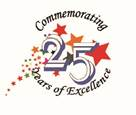 Commemorating
25
Years of Excellence